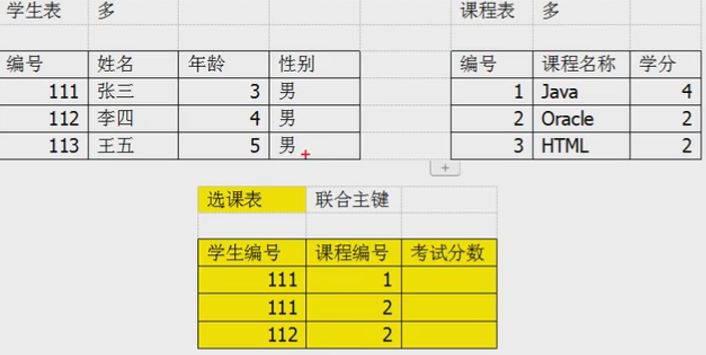 学生表 多 课程表 多
编号 姓名 年龄 性别 编号 课程名称 学分
111 张三 3 男 1 Java 4
112 李四 4 男 2 Oracle 2
113 王五 5 男 3 HTML 2
选课表 联合主键
学生编号 课程编号 考试分数
111 1
111 2
112 2